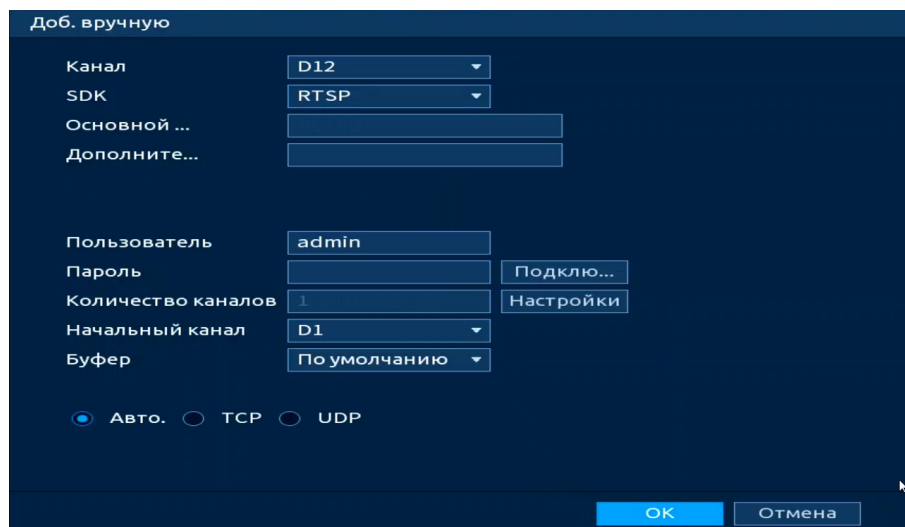 Доб. вручную
Канал D12
SDK RTSP
Основной ...
Дополните...
Пользователь admin
Пароль Подклю...
Количество каналов 1 Настройки
Начальный канал D1
Буфер По умолчанию
Авто. TCP UDP
OK Отмена